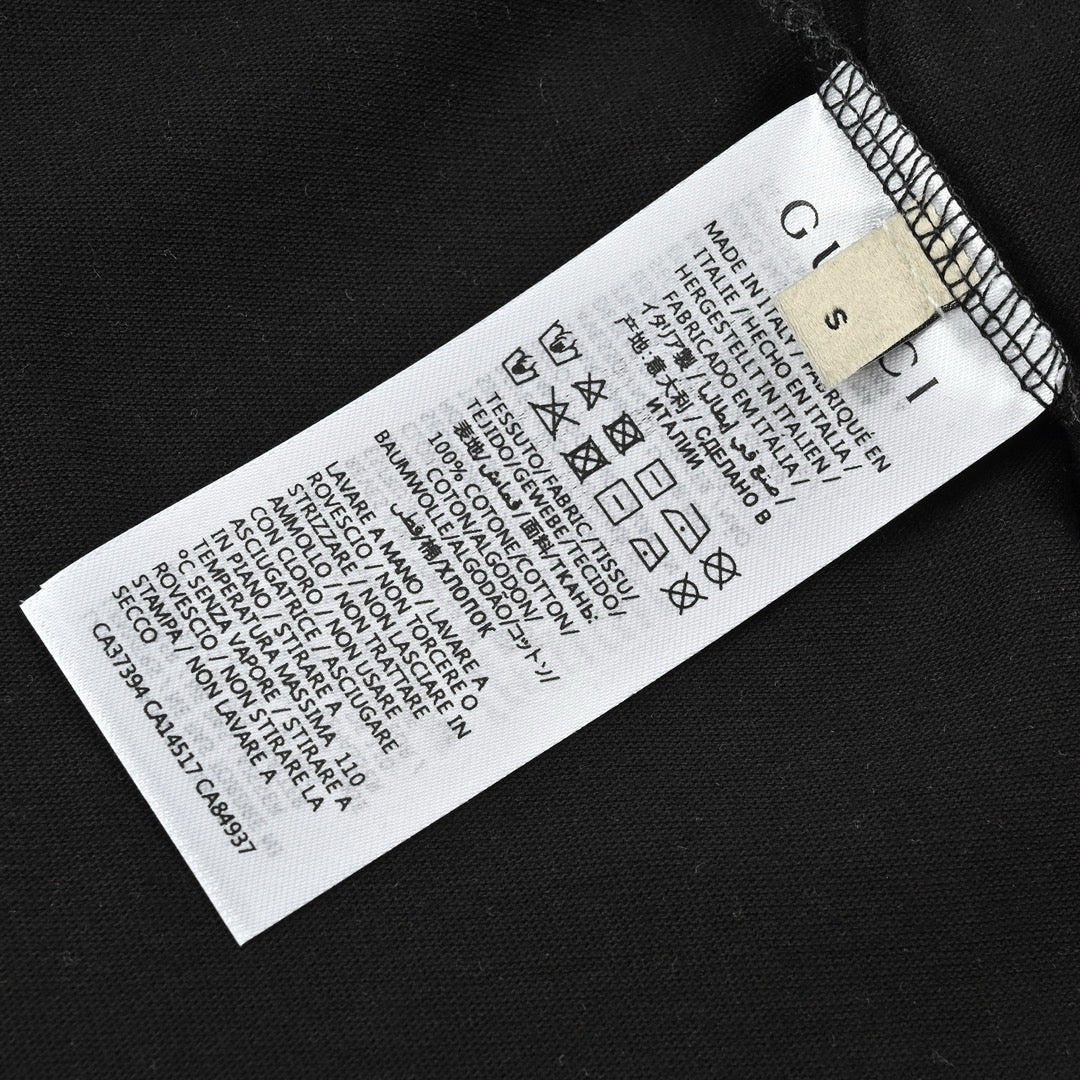 GUCCI
S
MADE IN ITALY / FABRIQUÉ EN
ITALIE / HECHO EN ITALIA /
HERGESTELLT IN ITALIEN /
FABRICADO EM ITALIA /
イタリア製 / صنع في إيطاليا /
产地: 意大利 / СДЕЛАНО В
ИТАЛИИ
TESSUTO/FABRIC/TISSU/
TEJIDO/GEWEBE/TECIDO/
表地/قماش/面料/ТКАНЬ:
100% COTONE/COTTON/
COTON/ALGODON/
BAUMWOLLE/ALGODAO/コットン/
قطن/棉/ХЛОПОК
LAVARE A MANO / LAVARE A
ROVESCIO / NON TORCERE O
STRIZZARE / NON LASCIARE IN
AMMOLLO / NON TRATTARE
CON CLORO / NON USARE
ASCIUGATRICE / ASCIUGARE
IN PIANO / STIRARE A
TEMPERATURA MASSIMA 110
°C SENZA VAPORE / STIRARE A
ROVESCIO / NON STIRARE LA
STAMPA / NON LAVARE A
SECCO
CA37394 CA14517 CA84937